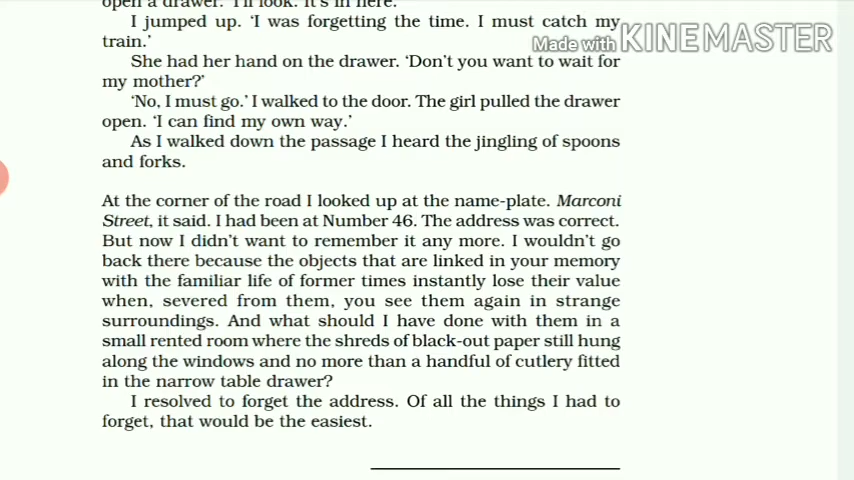 open a drawer. 'I'll look. It's in here.'
I jumped up. 'I was forgetting the time. I must catch my
train.'
She had her hand on the drawer. 'Don't you want to wait for
my mother?'
'No, I must go.' I walked to the door. The girl pulled the drawer
open. 'I can find my own way.'
As I walked down the passage I heard the jingling of spoons
and forks.
At the corner of the road I looked up at the name-plate. Marconi
Street, it said. I had been at Number 46. The address was correct.
But now I didn't want to remember it any more. I wouldn't go
back there because the objects that are linked in your memory
with the familiar life of former times instantly lose their value
when, severed from them, you see them again in strange
surroundings. And what should I have done with them in a
small rented room where the shreds of black-out paper still hung
along the windows and no more than a handful of cutlery fitted
in the narrow table drawer?
I resolved to forget the address. Of all the things I had to
forget, that would be the easiest.
Made with KINEMASTER